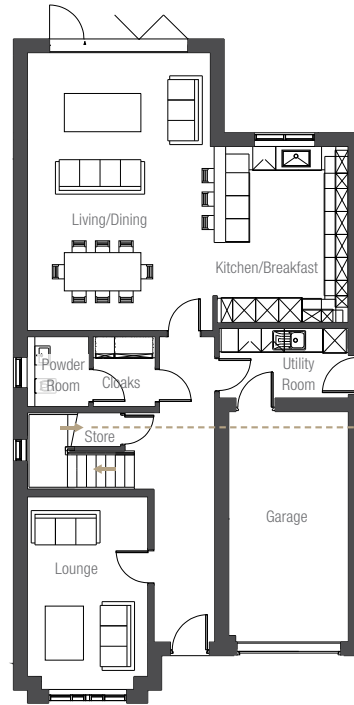 Living/Dining
Kitchen/Breakfast
Powder
Room
Cloaks
Utility
Room
Store
Garage
Lounge